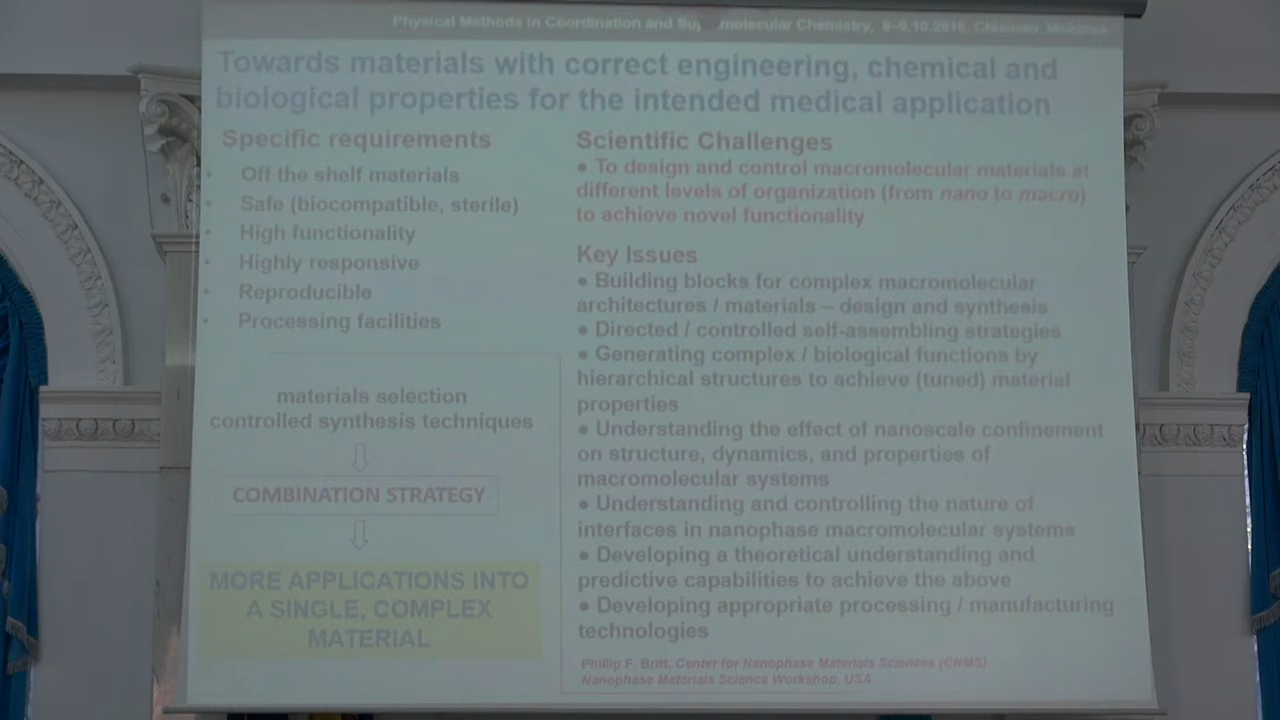 Physical Methods in Coordination and Supramolecular Chemistry, 8-9.10.2015, Chisinau, Moldova
Towards materials with correct engineering, chemical and
biological properties for the intended medical application
Specific requirements
• Off the shelf materials
• Safe (biocompatible, sterile)
• High functionality
• Highly responsive
• Reproducible
• Processing facilities
materials selection
controlled synthesis techniques
COMBINATION STRATEGY
MORE APPLICATIONS INTO
A SINGLE, COMPLEX
MATERIAL
Scientific Challenges
● To design and control macromolecular materials at
different levels of organization (from nano to macro)
to achieve novel functionality
Key Issues
● Building blocks for complex macromolecular
architectures / materials – design and synthesis
● Directed / controlled self-assembling strategies
● Generating complex / biological functions by
hierarchical structures to achieve (tuned) material
properties
● Understanding the effect of nanoscale confinement
on structure, dynamics, and properties of
macromolecular systems
● Understanding and controlling the nature of
interfaces in nanophase macromolecular systems
● Developing a theoretical understanding and
predictive capabilities to achieve the above
● Developing appropriate processing / manufacturing
technologies
Phillip F. Britt, Center for Nanophase Materials Sciences (CNMS)
Nanophase Materials Science Workshop, USA